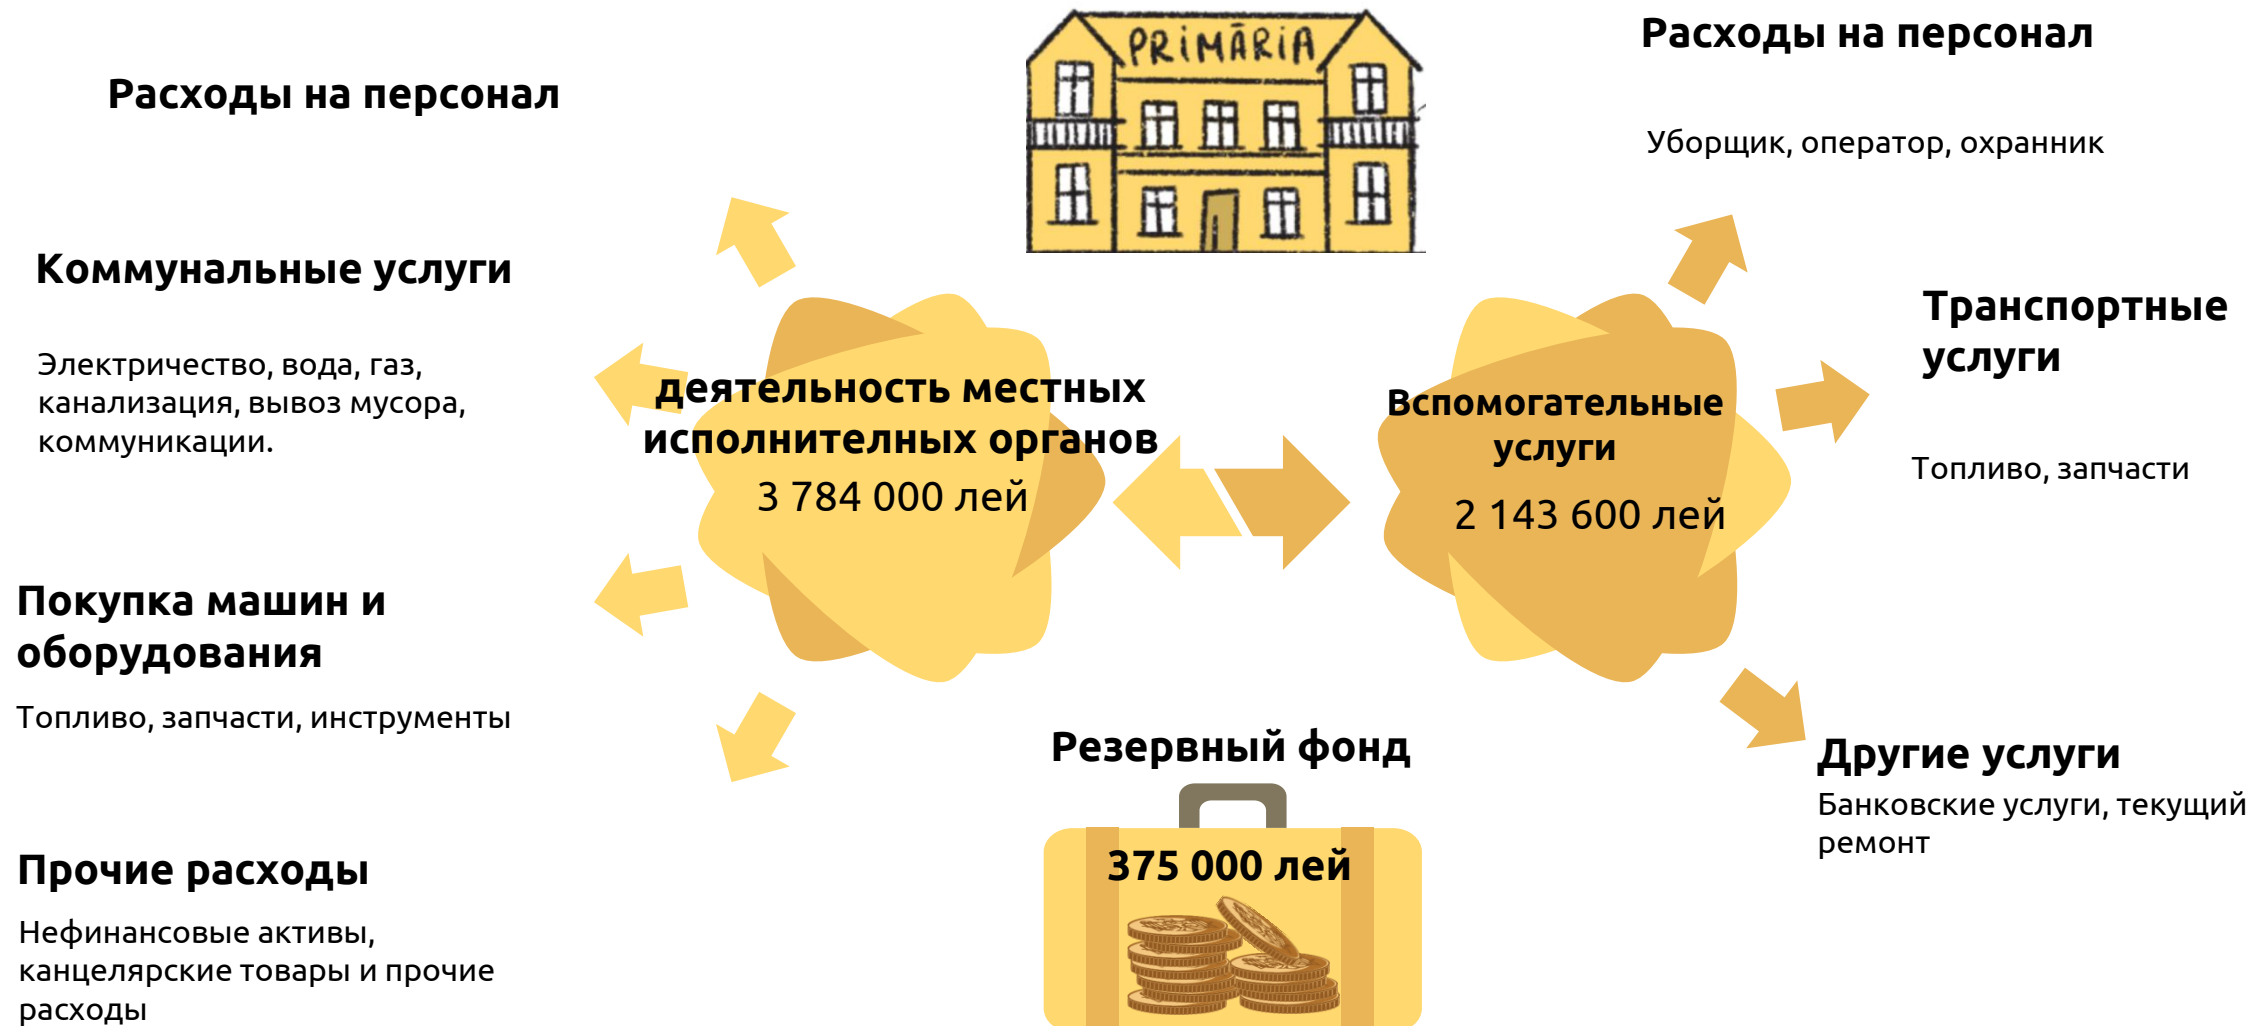 PRIMĂRIA
Расходы на персонал
Коммунальные услуги
Электричество, вода, газ,
канализация, вывоз мусора,
коммуникации.
Покупка машин и
оборудования
Топливо, запчасти, инструменты
Прочие расходы
Нефинансовые активы,
канцелярские товары и прочие
расходы
деятельность местных
исполнителных органов
3 784 000 лей
Вспомогательные
услуги
2 143 600 лей
Резервный фонд
375 000 лей
Расходы на персонал
Уборщик, оператор, охранник
Транспортные
услуги
Топливо, запчасти
Другие услуги
Банковские услуги, текущий
ремонт